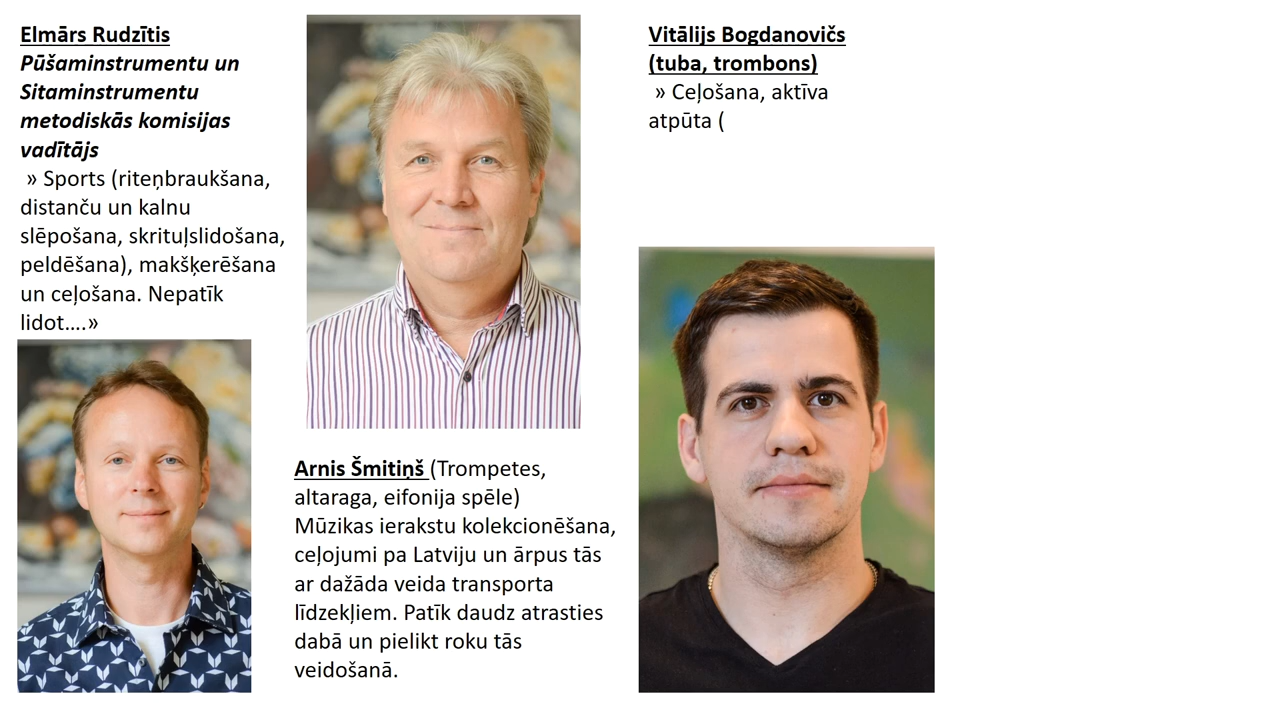 Elmārs Rudzītis
Pūšaminstrumentu un
Sitaminstrumentu
metodiskās komisijas
vadītājs
» Sports (riteņbraukšana,
distanču un kalnu
slēpošana, skrituļslidošana,
peldēšana), makšķerēšana
un ceļošana. Nepatīk
lidot….»
Arnis Šmitiņš (Trompetes,
altaraga, eifonija spēle)
Mūzikas ierakstu kolekcionēšana,
ceļojumi pa Latviju un ārpus tās
ar dažāda veida transporta
līdzekļiem. Patīk daudz atrasties
dabā un pielikt roku tās
veidošanā.
Vitālijs Bogdanovičs
(tuba, trombons)
» Ceļošana, aktīva
atpūta (